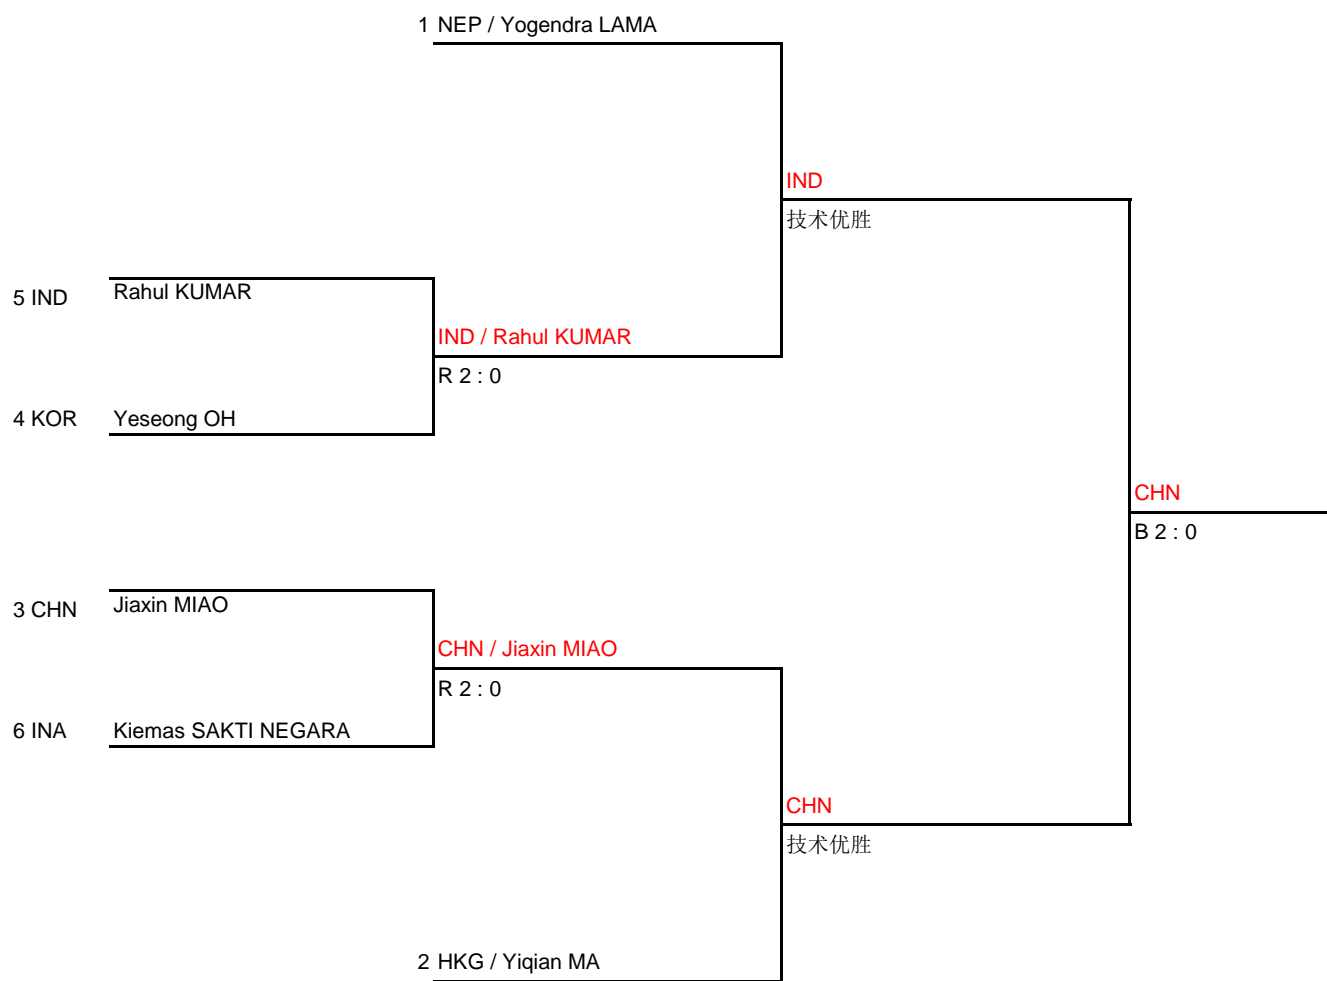 1 NEP / Yogendra LAMA
IND
技术优胜
5 IND Rahul KUMAR
IND / Rahul KUMAR
R 2 : 0
4 KOR Yeseong OH
CHN
B 2 : 0
3 CHN Jiaxin MIAO
CHN / Jiaxin MIAO
R 2 : 0
6 INA Kiemas SAKTI NEGARA
CHN
技术优胜
2 HKG / Yiqian MA